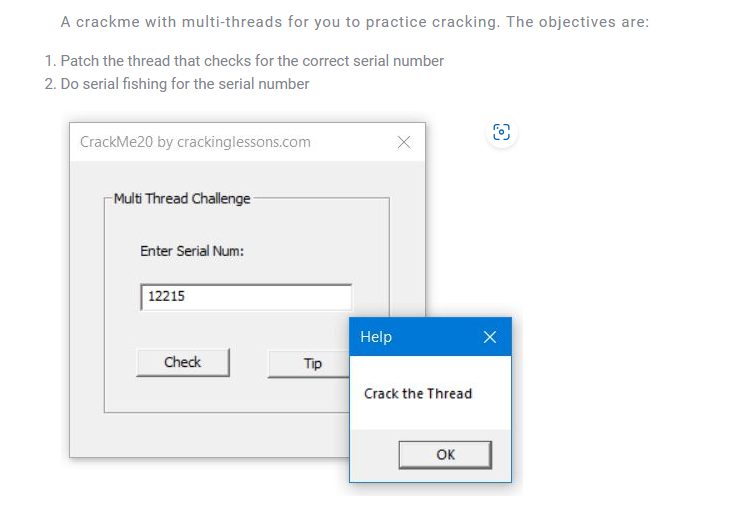 A crackme with multi-threads for you to practice cracking. The objectives are:
1. Patch the thread that checks for the correct serial number
2. Do serial fishing for the serial number
CrackMe20 by crackinglessons.com
Multi Thread Challenge
Enter Serial Num:
12215
Help
Check
Tip
Crack the Thread
OK